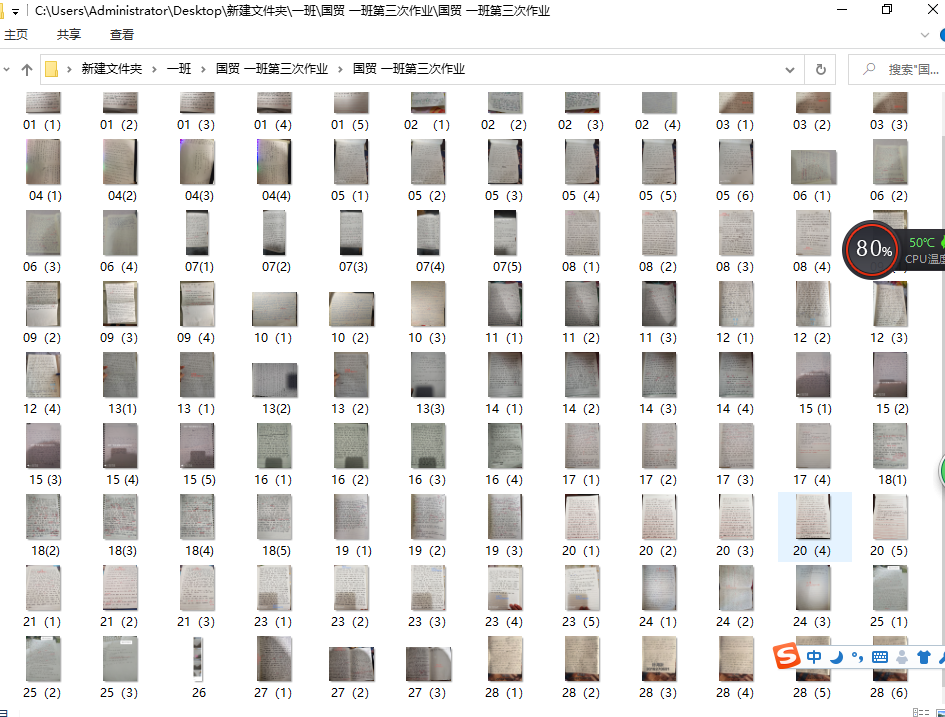 C:\Users\Administrator\Desktop\新建文件夹\一班\国贸 一班第三次作业\国贸 一班第三次作业
主页 共享 查看
新建文件夹 一班 国贸 一班第三次作业 国贸 一班第三次作业 搜索"国...
01 (1) 01 (2) 01 (3) 01 (4) 01 (5) 02 (1) 02 (2) 02 (3) 02 (4) 03 (1) 03 (2) 03 (3)
04 (1) 04(2) 04(3) 04(4) 05 (1) 05 (2) 05 (3) 05 (4) 05 (5) 05 (6) 06 (1) 06 (2)
80% 50℃
CPU温度
06 (3) 06 (4) 07(1) 07(2) 07(3) 07(4) 07(5) 08 (1) 08 (2) 08 (3) 08 (4)
09 (2) 09 (3) 09 (4) 10 (1) 10 (2) 10 (3) 11 (1) 11 (2) 11 (3) 12 (1) 12 (2) 12 (3)
12 (4) 13(1) 13 (1) 13(2) 13 (2) 13(3) 14 (1) 14 (2) 14 (3) 14 (4) 15 (1) 15 (2)
15 (3) 15 (4) 15 (5) 16 (1) 16 (2) 16 (3) 16 (4) 17 (1) 17 (2) 17 (3) 17 (4) 18(1)
18(2) 18(3) 18(4) 18(5) 19 (1) 19 (2) 19 (3) 20 (1) 20 (2) 20 (3) 20 (4) 20 (5)
21 (1) 21 (2) 21 (3) 23 (1) 23 (2) 23 (3) 23 (4) 23 (5) 24 (1) 24 (2) 24 (3) 25 (1)
S 中
25 (2) 25 (3) 26 27 (1) 27 (2) 27 (3) 28 (1) 28 (2) 28 (3) 28 (4) 28 (5) 28 (6)